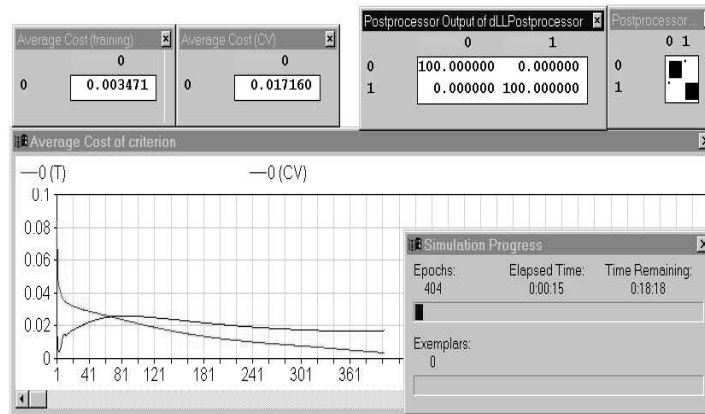 Average Cost (training)
0
0 0.003471
Average Cost (CV)
0
0 0.017160
Postprocessor Output of dLLPostprocessor
0 1
0 100.000000 0.000000
1 0.000000 100.000000
Postprocessor ...
0 1
0
1
Average Cost of criterion
0 (T) 0 (CV)
0.1
0.08
0.06
0.04
0.02
0
1 41 81 121 181 241 301 361
Simulation Progress
Epochs: Elapsed Time: Time Remaining:
404 0:00:15 0:18:18
Exemplars:
0